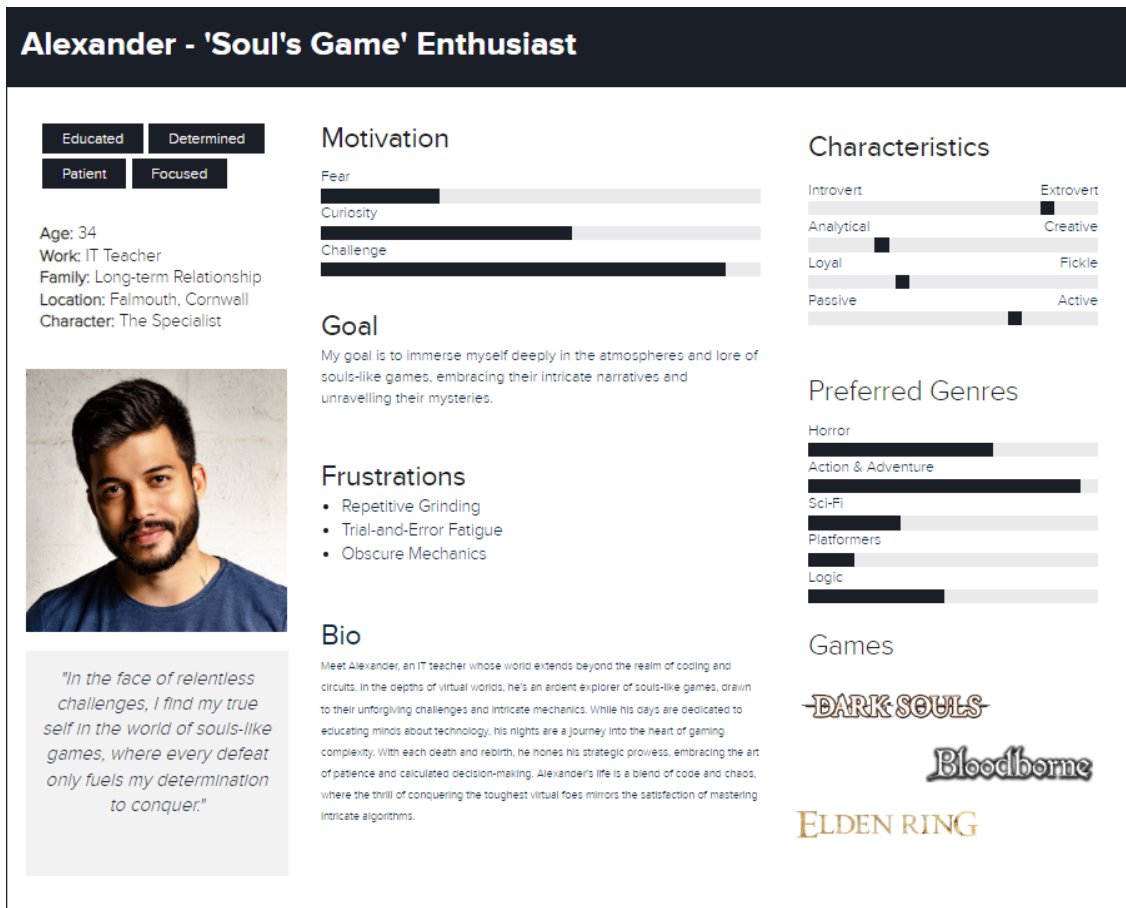 Alexander - 'Soul's Game' Enthusiast
Educated
Determined
Patient
Focused
Age: 34
Work: IT Teacher
Family: Long-term Relationship
Location: Falmouth, Cornwall
Character: The Specialist
"In the face of relentless
challenges, I find my true
self in the world of souls-like
games, where every defeat
only fuels my determination
to conquer."
Motivation
Fear
Curiosity
Challenge
Goal
My goal is to immerse myself deeply in the atmospheres and lore of
souls-like games, embracing their intricate narratives and
unravelling their mysteries.
Frustrations
• Repetitive Grinding
• Trial-and-Error Fatigue
• Obscure Mechanics
Bio
Meet Alexander, an IT teacher whose world extends beyond the realm of coding and
circuits. In the depths of virtual worlds, he's an ardent explorer of souls-like games, drawn
to their unforgiving challenges and intricate mechanics. While his days are dedicated to
educating minds about technology, his nights are a journey into the heart of gaming
complexity. With each death and rebirth, he hones his strategic prowess, embracing the art
of patience and calculated decision-making. Alexander's life is a blend of code and chaos,
where the thrill of conquering the toughest virtual foes mirrors the satisfaction of mastering
intricate algorithms.
Characteristics
Introvert Extrovert
Analytical Creative
Loyal Fickle
Passive Active
Preferred Genres
Horror
Action & Adventure
Sci-Fi
Platformers
Logic
Games
DARK SOULS
Bloodborne
ELDEN RING